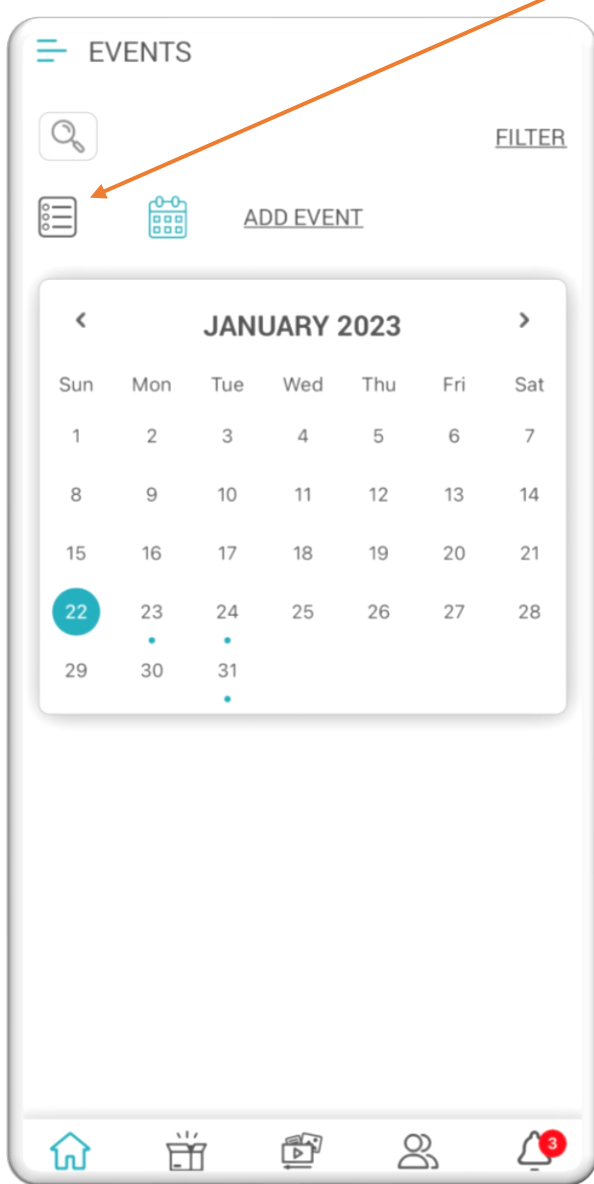 EVENTS
FILTER
ADD EVENT
JANUARY 2023
Sun Mon Tue Wed Thu Fri Sat
1 2 3 4 5 6 7
8 9 10 11 12 13 14
15 16 17 18 19 20 21
22 23 24 25 26 27 28
29 30 31
3